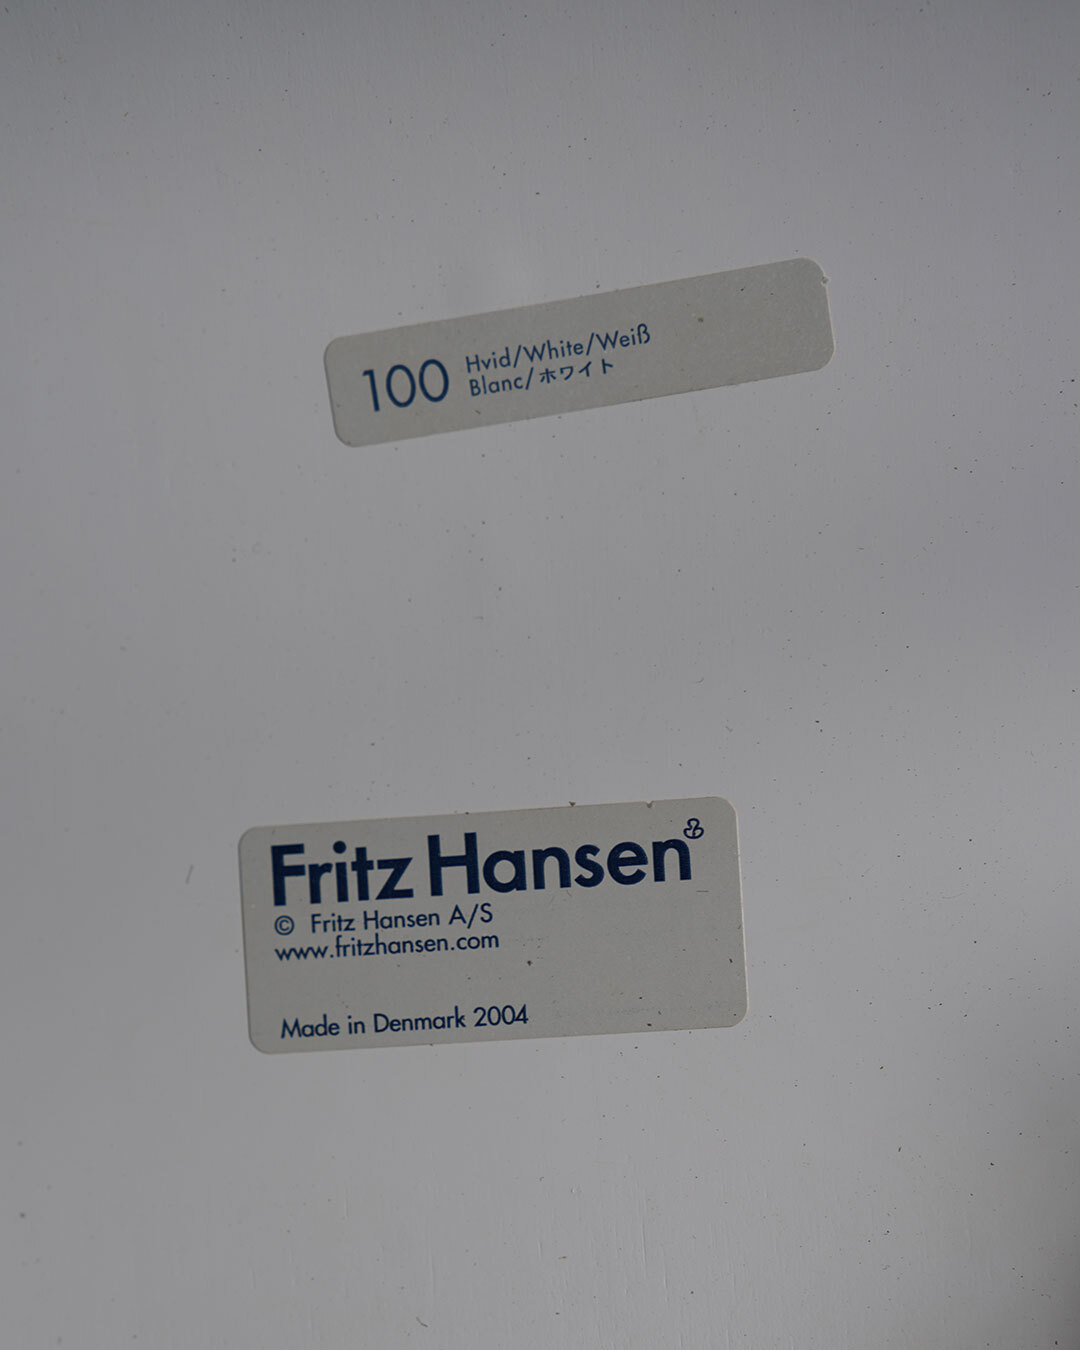 100 Hvid/White/Weiß
Blanc/ホワイト
Fritz Hansen
© Fritz Hansen A/S
www.fritzhansen.com
Made in Denmark 2004